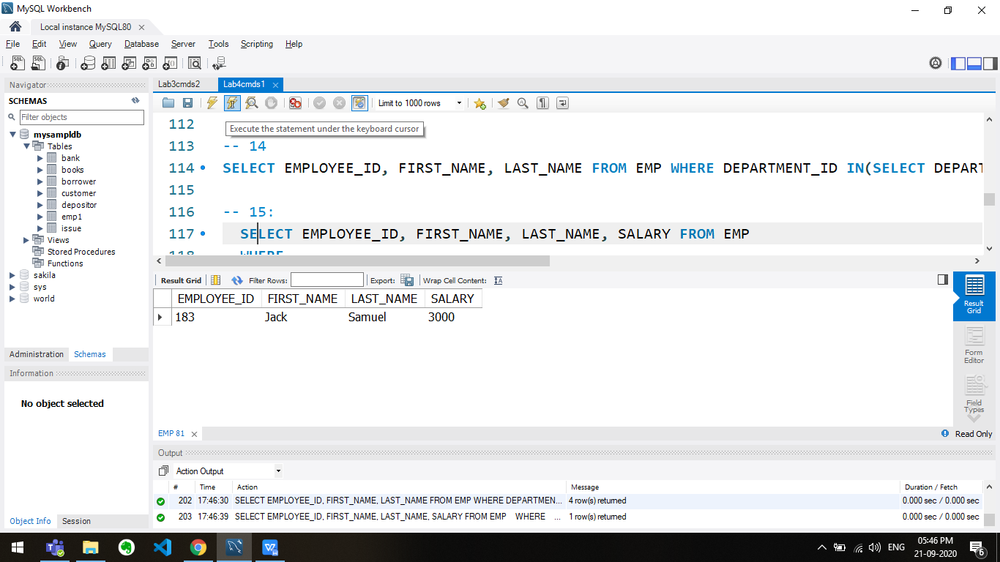 MySQL Workbench
Local instance MySQL80
File Edit View Query Database Server Tools Scripting Help
Navigator
SCHEMAS
Filter objects
mysampldb
Tables
bank
books
borrower
customer
depositor
emp1
issue
Views
Stored Procedures
Functions
sakila
sys
world
Administration Schemas
Information
No object selected
Object Info Session
Lab3cmds2 Lab4cmds1
Limit to 1000 rows
Execute the statement under the keyboard cursor
112
113 -- 14
114 SELECT EMPLOYEE_ID, FIRST_NAME, LAST_NAME FROM EMP WHERE DEPARTMENT_ID IN(SELECT DEPART
115
116 -- 15:
117 SELECT EMPLOYEE_ID, FIRST_NAME, LAST_NAME, SALARY FROM EMP
118 WHERE
Result Grid Filter Rows: Export: Wrap Cell Content:
EMPLOYEE_ID FIRST_NAME LAST_NAME SALARY
183 Jack Samuel 3000
Result Grid
Form Editor
Field Types
EMP 81
Read Only
Output
Action Output
# Time Action Message Duration / Fetch
202 17:46:30 SELECT EMPLOYEE_ID, FIRST_NAME, LAST_NAME FROM EMP WHERE DEPARTMEN... 4 row(s) returned 0.000 sec / 0.000 sec
203 17:46:39 SELECT EMPLOYEE_ID, FIRST_NAME, LAST_NAME, SALARY FROM EMP WHERE ... 1 row(s) returned 0.000 sec / 0.000 sec
ENG
05:46 PM
21-09-2020
6